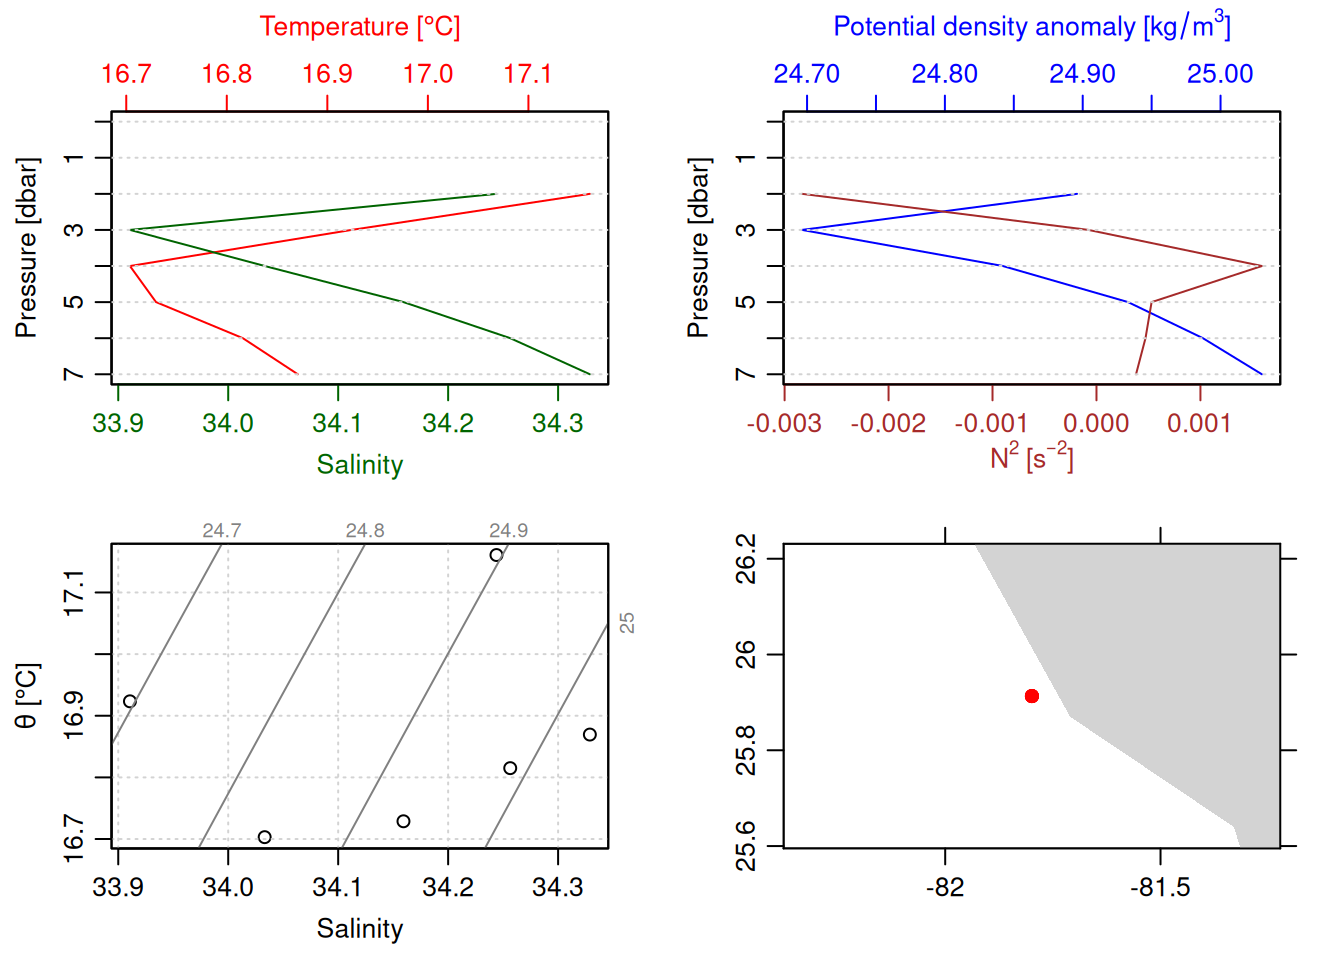 Temperature [°C]
16.7 16.8 16.9 17.0 17.1
Pressure [dbar]
1 3 5 7
33.9 34.0 34.1 34.2 34.3
Salinity
Potential density anomaly [kg/m³]
24.70 24.80 24.90 25.00
Pressure [dbar]
1 3 5 7
-0.003 -0.002 -0.001 0.000 0.001
N² [s⁻²]
24.7 24.8 24.9
25
θ [°C]
17.1 16.9 16.7
33.9 34.0 34.1 34.2 34.3
Salinity
26.2 26 25.8 25.6
-82 -81.5